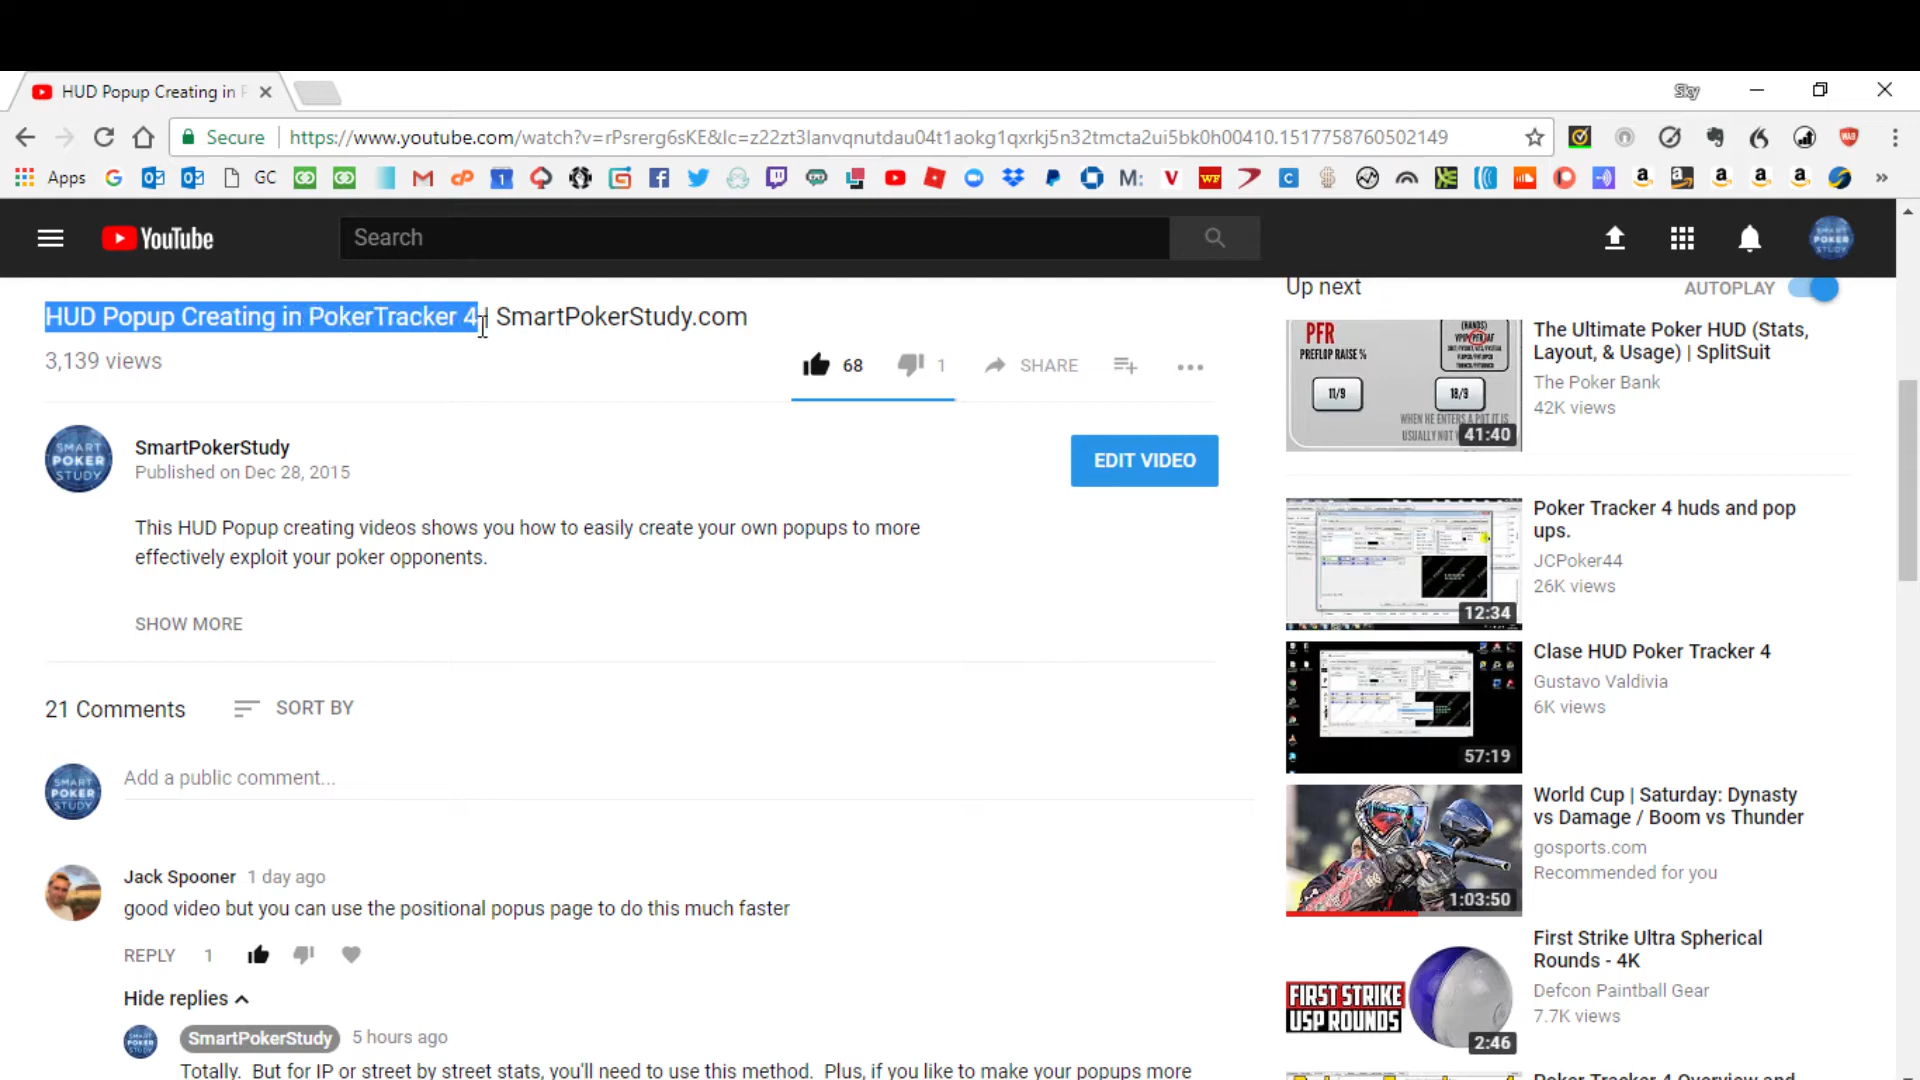 HUD Popup Creating in
Sky
Secure
https://www.youtube.com/watch?v=rPsrerg6sKE&lc=z22zt3lanvqnutdau04t1aokg1qxrkj5n32tmcta2ui5bk0h00410.1517758760502149
Apps
GC
M:
YouTube
Search
HUD Popup Creating in PokerTracker 4 | SmartPokerStudy.com
3,139 views
68
1
SHARE
SMART POKER STUDY
SmartPokerStudy
Published on Dec 28, 2015
EDIT VIDEO
This HUD Popup creating videos shows you how to easily create your own popups to more
effectively exploit your poker opponents.
SHOW MORE
21 Comments
SORT BY
Add a public comment...
Jack Spooner 1 day ago
good video but you can use the positional popus page to do this much faster
REPLY 1
Hide replies
SmartPokerStudy 5 hours ago
Totally. But for IP or street by street stats, you'll need to use this method. Plus, if you like to make your popups more
Up next
AUTOPLAY
PFR
PREFLOP RAISE %
(HANDS)
11/9
18/9
WHEN HE ENTERS A POT IT IS
USUALLY NOT
41:40
The Ultimate Poker HUD (Stats,
Layout, & Usage) | SplitSuit
The Poker Bank
42K views
12:34
Poker Tracker 4 huds and pop
ups.
JCPoker44
26K views
57:19
Clase HUD Poker Tracker 4
Gustavo Valdivia
6K views
1:03:50
World Cup | Saturday: Dynasty
vs Damage / Boom vs Thunder
gosports.com
Recommended for you
FIRST STRIKE
USP ROUNDS
2:46
First Strike Ultra Spherical
Rounds - 4K
Defcon Paintball Gear
7.7K views
Poker Tracker 4 Overview and